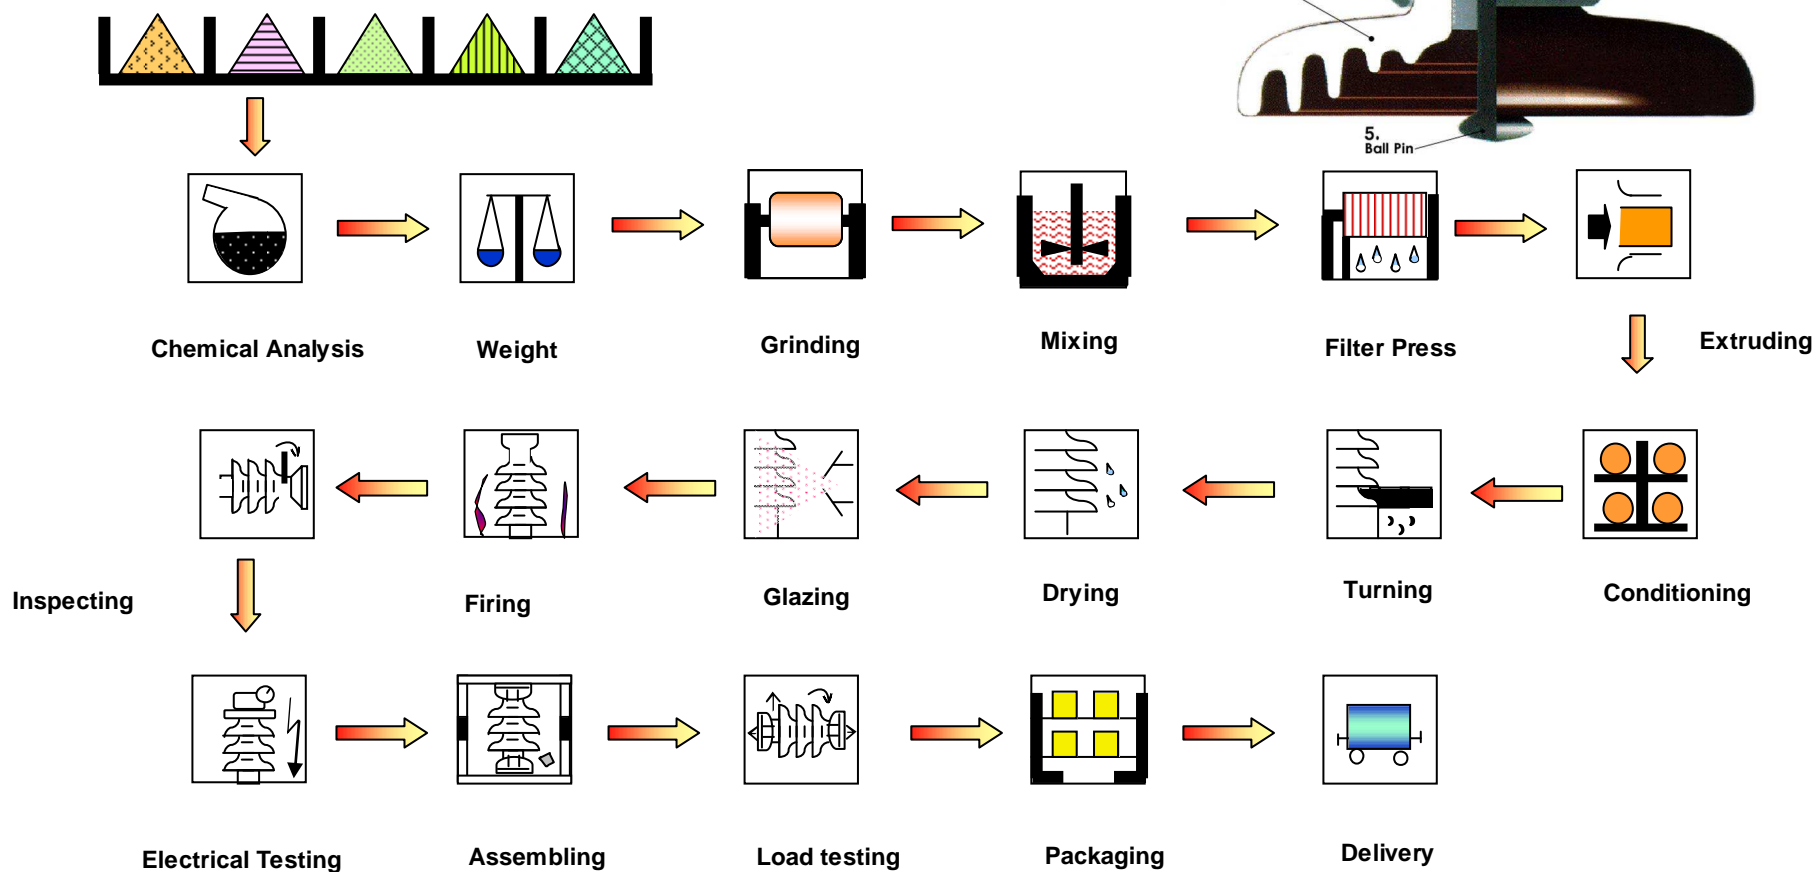 5.
Ball Pin
Chemical Analysis
Weight
Grinding
Mixing
Filter Press
Extruding
Inspecting
Firing
Glazing
Drying
Turning
Conditioning
Electrical Testing
Assembling
Load testing
Packaging
Delivery